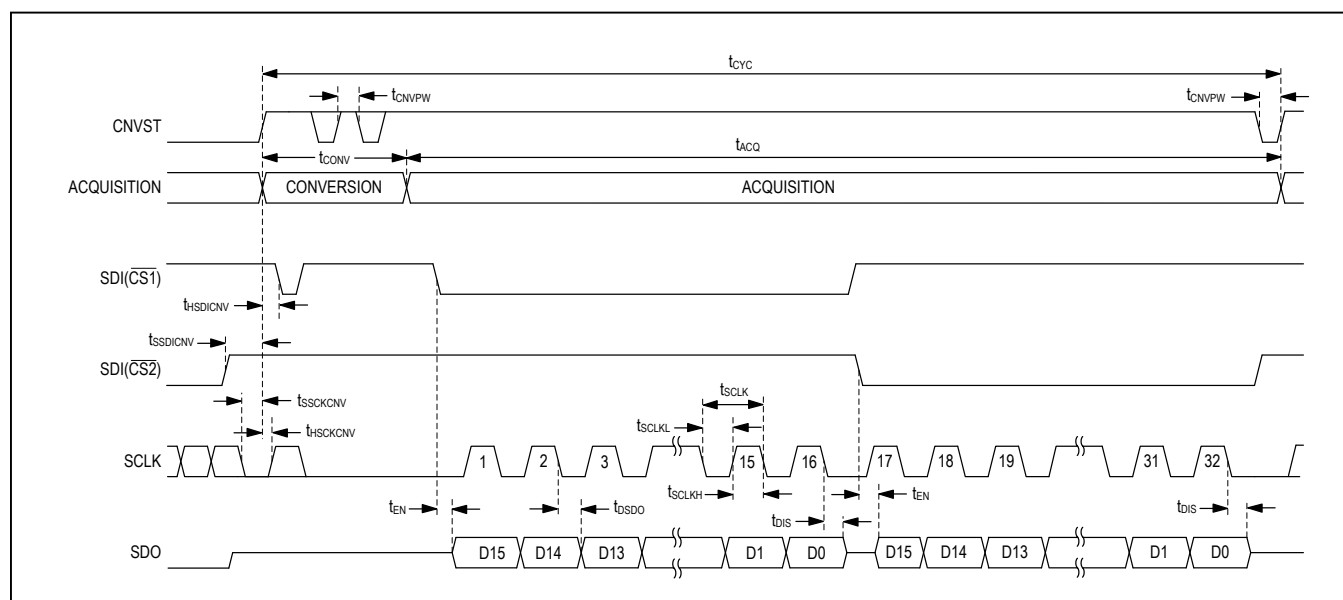 tCYC
tCNVPW
tCNVPW
CNVST
tCONV
tACQ
ACQUISITION
CONVERSION
ACQUISITION
SDI(C̅S̅1̅)
tHSDICNV
tSSDICNV
SDI(C̅S̅2̅)
tSSCKCNV
tSCLK
tHSCKCNV
tSCLKL
SCLK
1 2 3 15 16 17 18 19 31 32
tEN
tDSDO
tSCLKH
tDIS
tEN
tDIS
SDO
D15 D14 D13 D1 D0 D15 D14 D13 D1 D0